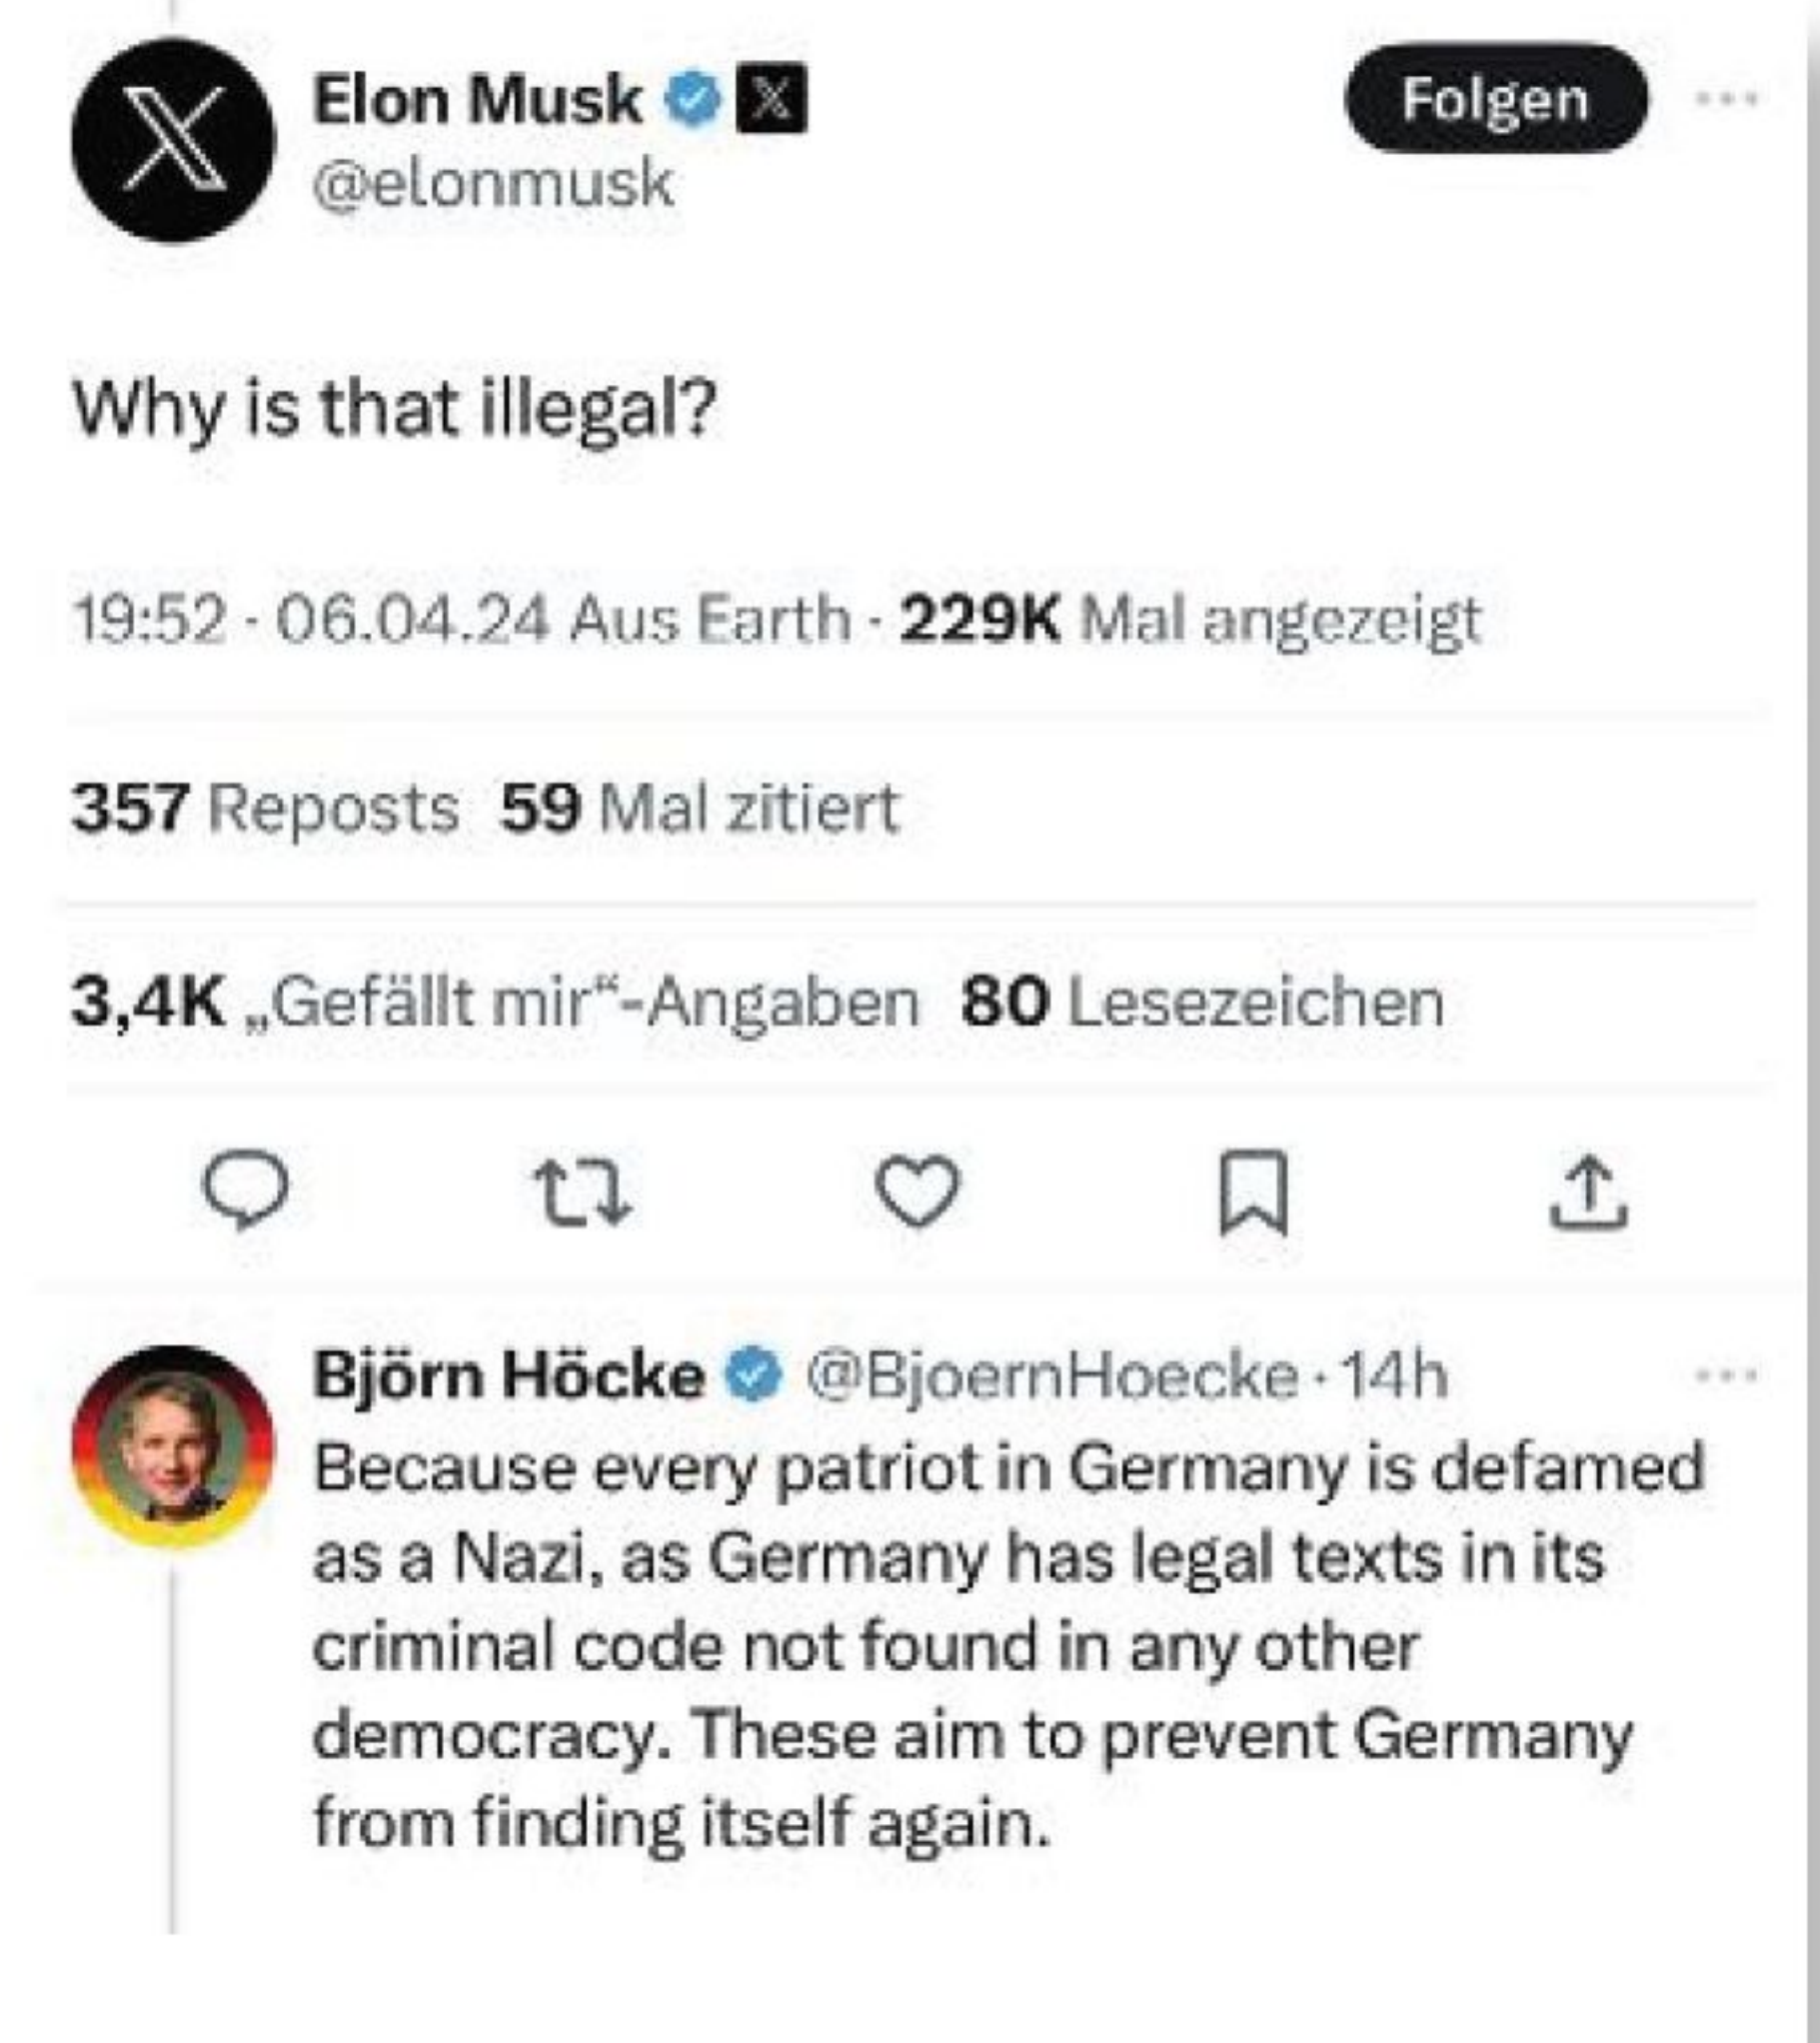 Elon Musk
@elonmusk
Folgen
Why is that illegal?
19:52 · 06.04.24 Aus Earth · 229K Mal angezeigt
357 Reposts 59 Mal zitiert
3,4K „Gefällt mir“-Angaben 80 Lesezeichen
Björn Höcke @BjoernHoecke · 14h
Because every patriot in Germany is defamed
as a Nazi, as Germany has legal texts in its
criminal code not found in any other
democracy. These aim to prevent Germany
from finding itself again.